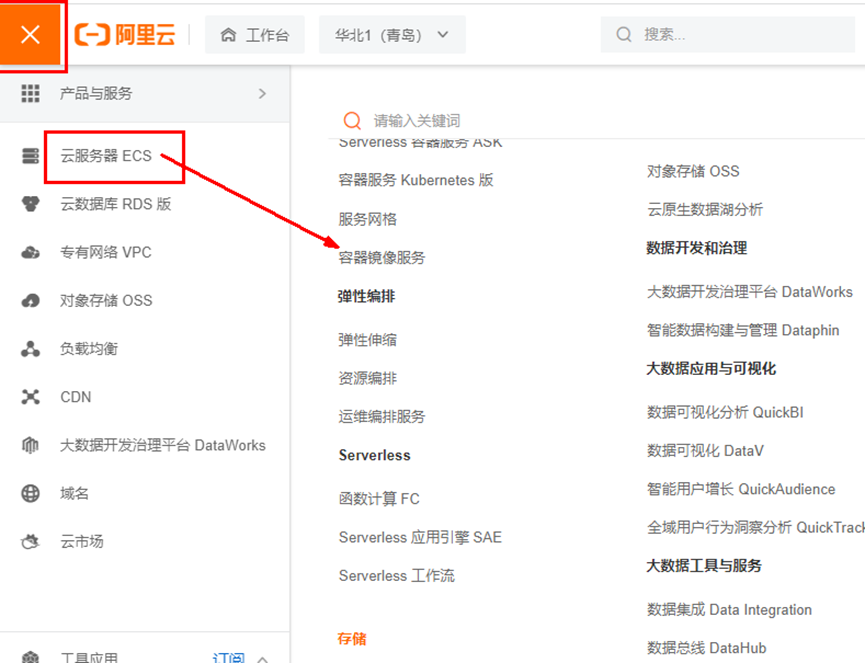 阿里云
工作台
华北1（青岛）
搜索...
产品与服务
云服务器 ECS
云数据库 RDS 版
专有网络 VPC
对象存储 OSS
负载均衡
CDN
大数据开发治理平台 DataWorks
域名
云市场
工具应用
订阅
请输入关键词
Serverless 容器服务 ASK
容器服务 Kubernetes 版
服务网格
容器镜像服务
弹性编排
弹性伸缩
资源编排
运维编排服务
Serverless
函数计算 FC
Serverless 应用引擎 SAE
Serverless 工作流
存储
对象存储 OSS
云原生数据湖分析
数据开发和治理
大数据开发治理平台 DataWorks
智能数据构建与管理 Dataphin
大数据应用与可视化
数据可视化分析 QuickBI
数据可视化 DataV
智能用户增长 QuickAudience
全域用户行为洞察分析 QuickTrack
大数据工具与服务
数据集成 Data Integration
数据总线 DataHub